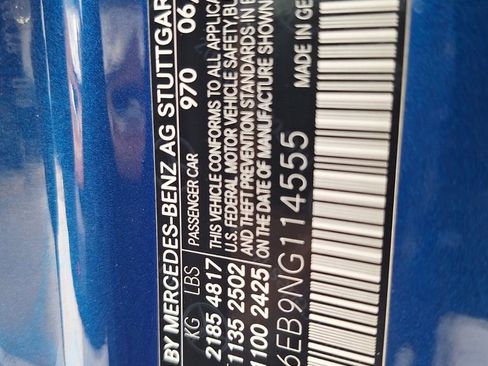 BY MERCEDES-BENZ AG STUTTGAR
970 06
KG LBS PASSENGER CAR
2185 4817 THIS VEHICLE CONFORMS TO ALL APPLICA
1135 2502 U.S. FEDERAL MOTOR VEHICLE SAFETY BU
1100 2425 AND THEFT PREVENTION STANDARDS IN E
ON THE DATE OF MANUFACTURE SHOWN
6EB9NG114555 MADE IN